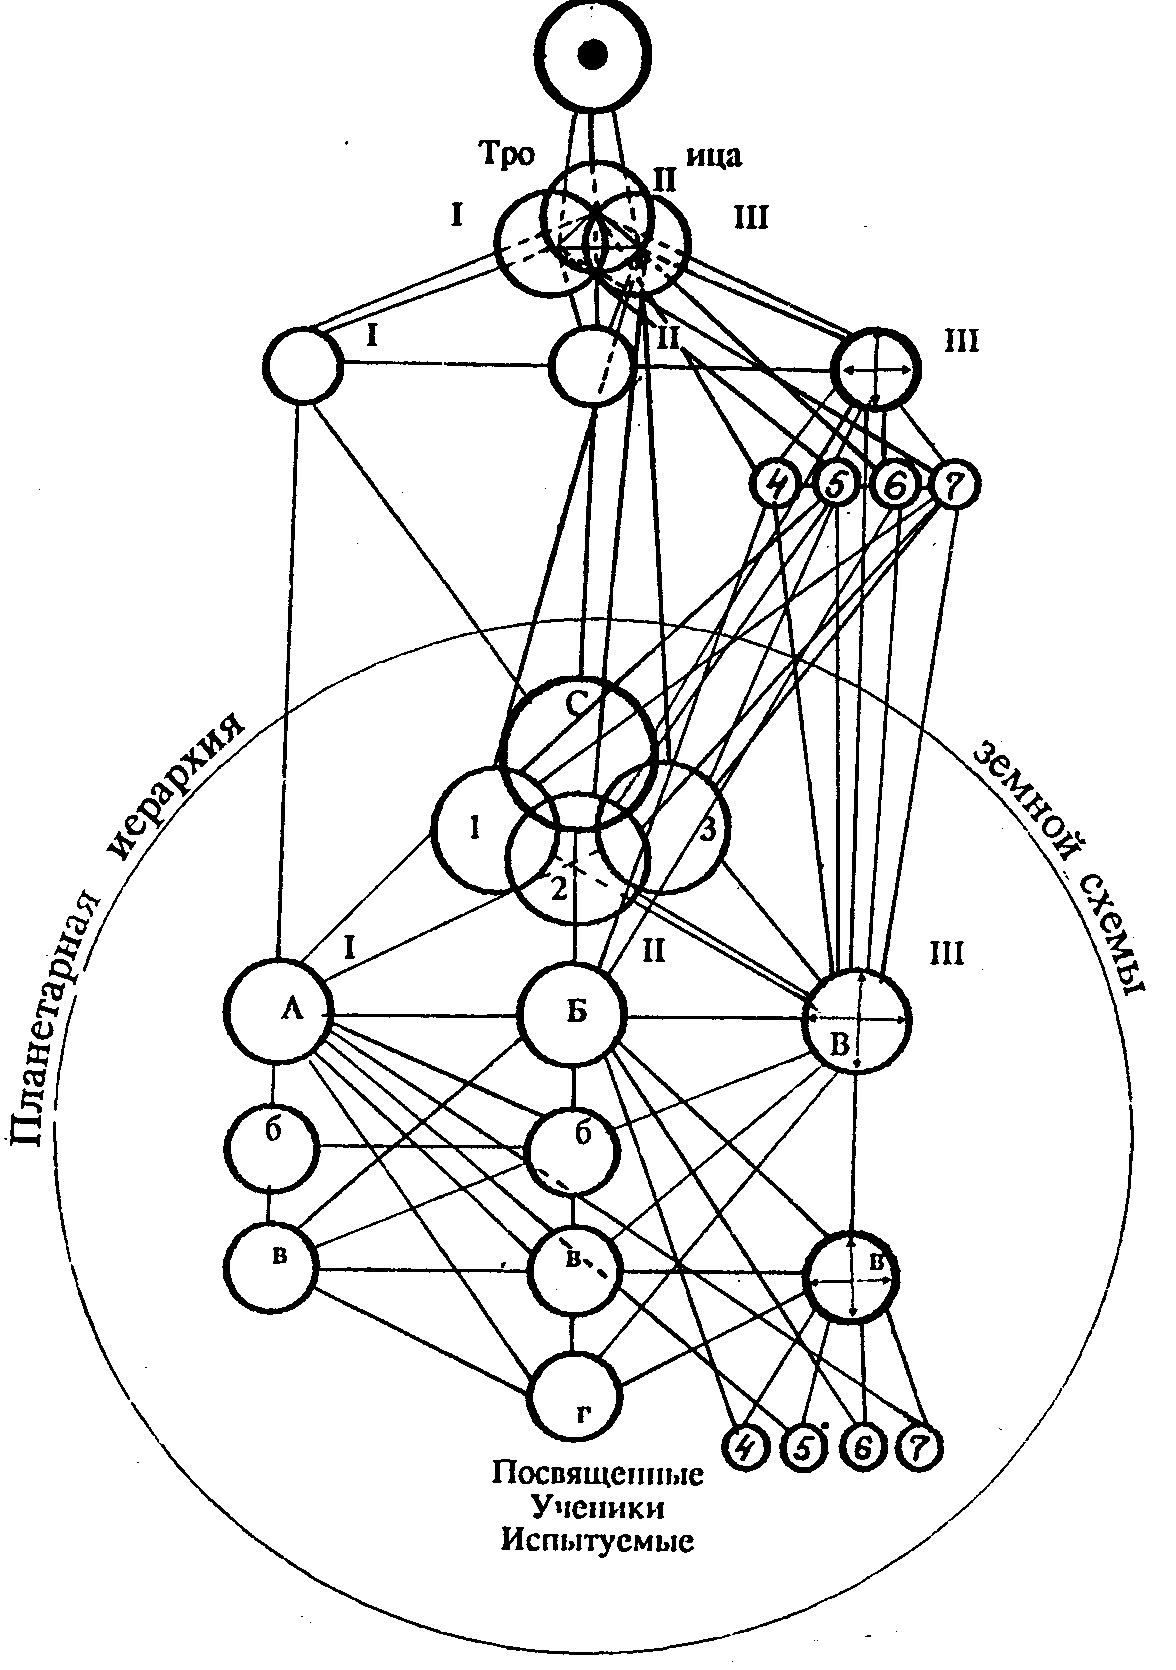 Тро ица
II
I III
I II III
4 5 6 7
С
Планетарная иерархия земной схемы
1 3
2
I II III
А Б В
б б
в в в
г
4 5 6 7
Посвященные
Ученики
Испытуемые